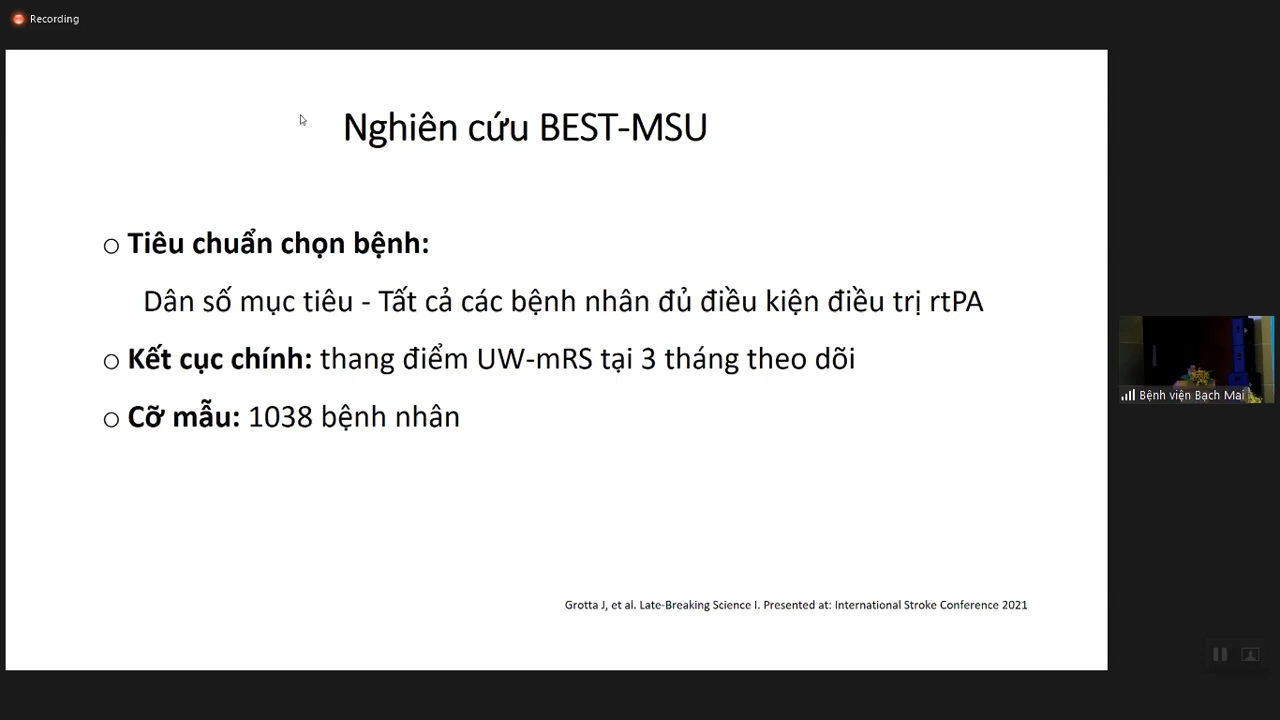 Recording
Nghiên cứu BEST-MSU
o Tiêu chuẩn chọn bệnh:
Dân số mục tiêu - Tất cả các bệnh nhân đủ điều kiện điều trị rtPA
o Kết cục chính: thang điểm UW-mRS tại 3 tháng theo dõi
o Cỡ mẫu: 1038 bệnh nhân
Bệnh viện Bạch Mai
Grotta J, et al. Late-Breaking Science I. Presented at: International Stroke Conference 2021